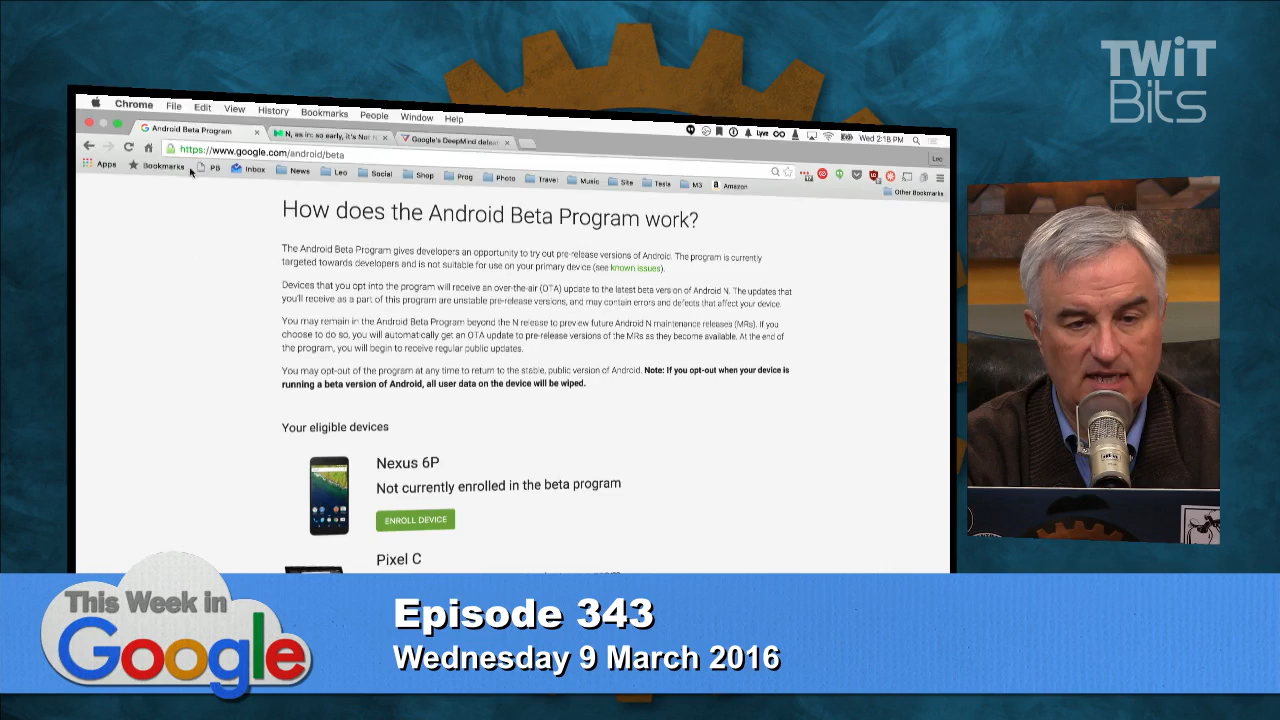 TWiT
Bits
Chrome File Edit View History Bookmarks People Window Help
Lyve
Wed 2:18 PM
Android Beta Program
N, as in: so early, it's Not
Google's DeepMind defeat
Leo
https://www.google.com/android/beta
Apps Bookmarks PB Inbox News Leo Social Shop Prog Photo Travel Music Site Tesla M3 Amazon
Other Bookmarks
How does the Android Beta Program work?
The Android Beta Program gives developers an opportunity to try out pre-release versions of Android. The program is currently
targeted towards developers and is not suitable for use on your primary device (see known issues).
Devices that you opt into the program will receive an over-the-air (OTA) update to the latest beta version of Android N. The updates that
you'll receive as a part of this program are unstable pre-release versions, and may contain errors and defects that affect your device.
You may remain in the Android Beta Program beyond the N release to preview future Android N maintenance releases (MRs). If you
choose to do so, you will automatically get an OTA update to pre-release versions of the MRs as they become available. At the end of
the program, you will begin to receive regular public updates.
You may opt-out of the program at any time to return to the stable, public version of Android. Note: If you opt-out when your device is
running a beta version of Android, all user data on the device will be wiped.
Your eligible devices
Nexus 6P
Not currently enrolled in the beta program
ENROLL DEVICE
Pixel C
This Week in
Google
Episode 343
Wednesday 9 March 2016